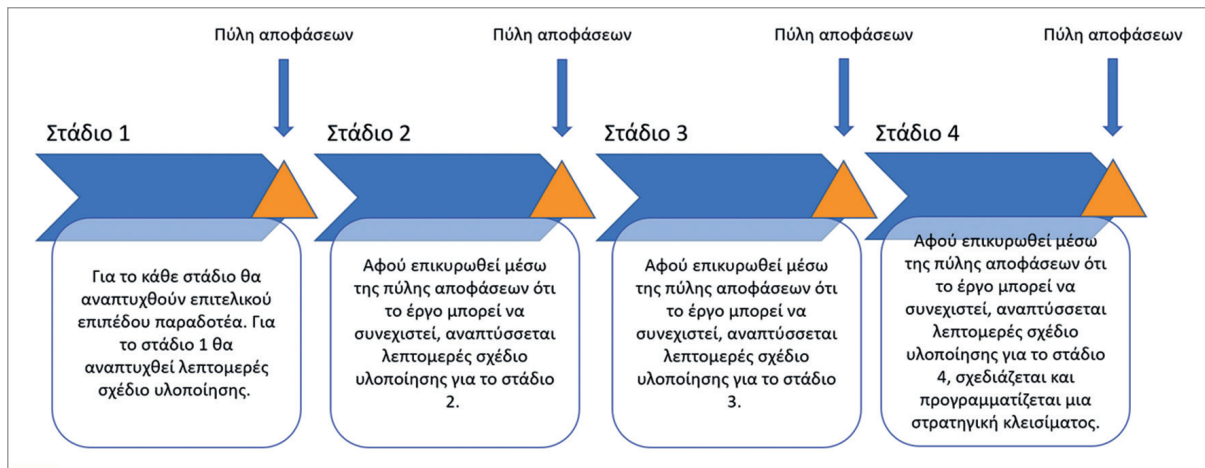 Πύλη αποφάσεων
Πύλη αποφάσεων
Πύλη αποφάσεων
Πύλη αποφάσεων
Στάδιο 1
Στάδιο 2
Στάδιο 3
Στάδιο 4
Για το κάθε στάδιο θα
αναπτυχθούν επιτελικού
επιπέδου παραδοτέα. Για
το στάδιο 1 θα
αναπτυχθεί λεπτομερές
σχέδιο υλοποίησης.
Αφού επικυρωθεί μέσω
της πύλης αποφάσεων ότι
το έργο μπορεί να
συνεχιστεί, αναπτύσσεται
λεπτομερές σχέδιο
υλοποίησης για το στάδιο
2.
Αφού επικυρωθεί μέσω
της πύλης αποφάσεων ότι
το έργο μπορεί να
συνεχιστεί, αναπτύσσεται
λεπτομερές σχέδιο
υλοποίησης για το στάδιο
3.
Αφού επικυρωθεί μέσω
της πύλης αποφάσεων ότι
το έργο μπορεί να
συνεχιστεί, αναπτύσσεται
λεπτομερές σχέδιο
υλοποίησης για το στάδιο
4, σχεδιάζεται και
προγραμματίζεται μια
στρατηγική κλεισίματος.